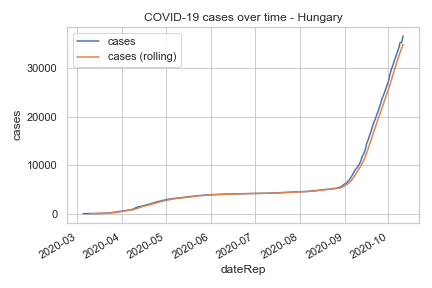 COVID-19 cases over time - Hungary
cases
cases (rolling)
cases
30000
20000
10000
0
2020-03
2020-04
2020-05
2020-06
2020-07
2020-08
2020-09
2020-10
dateRep